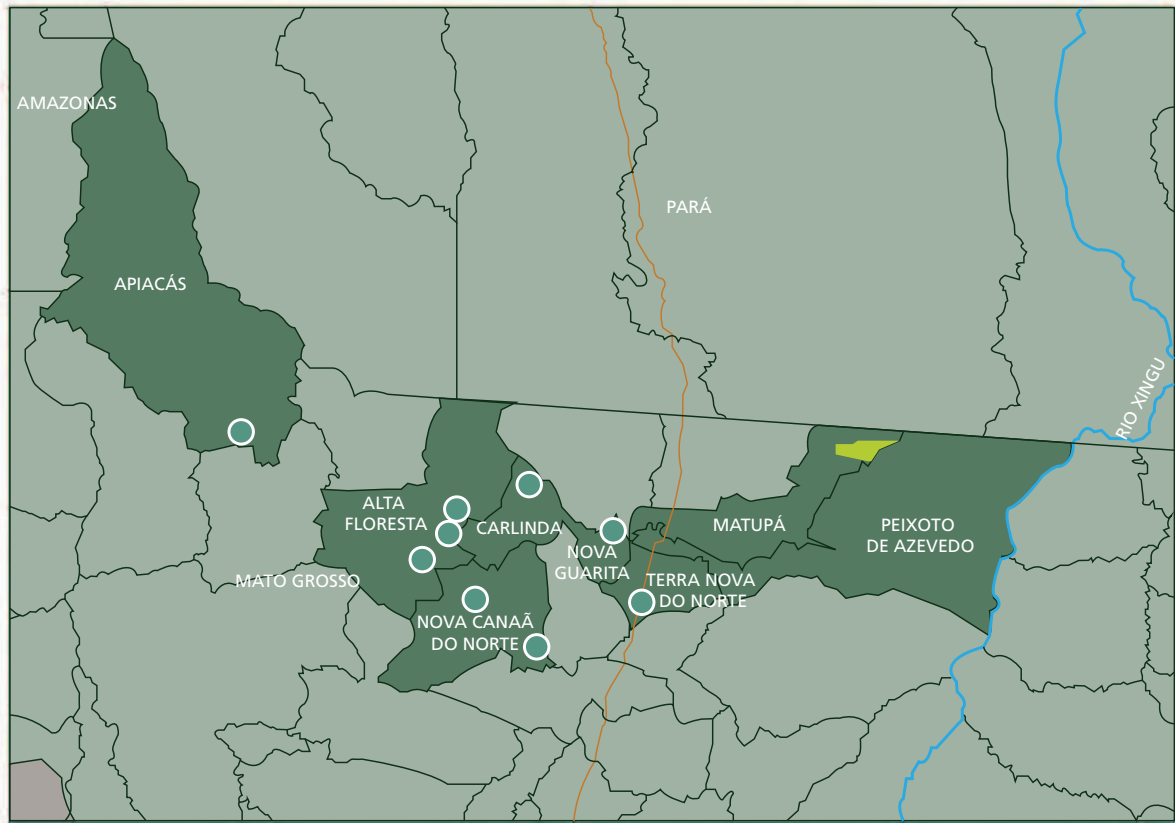 AMAZONAS
PARÁ
APIACÁS
RIO XINGU
ALTA
FLORESTA
CARLINDA
MATUPÁ
PEIXOTO
DE AZEVEDO
NOVA
GUARITA
MATO GROSSO
TERRA NOVA
DO NORTE
NOVA CANAÃ
DO NORTE